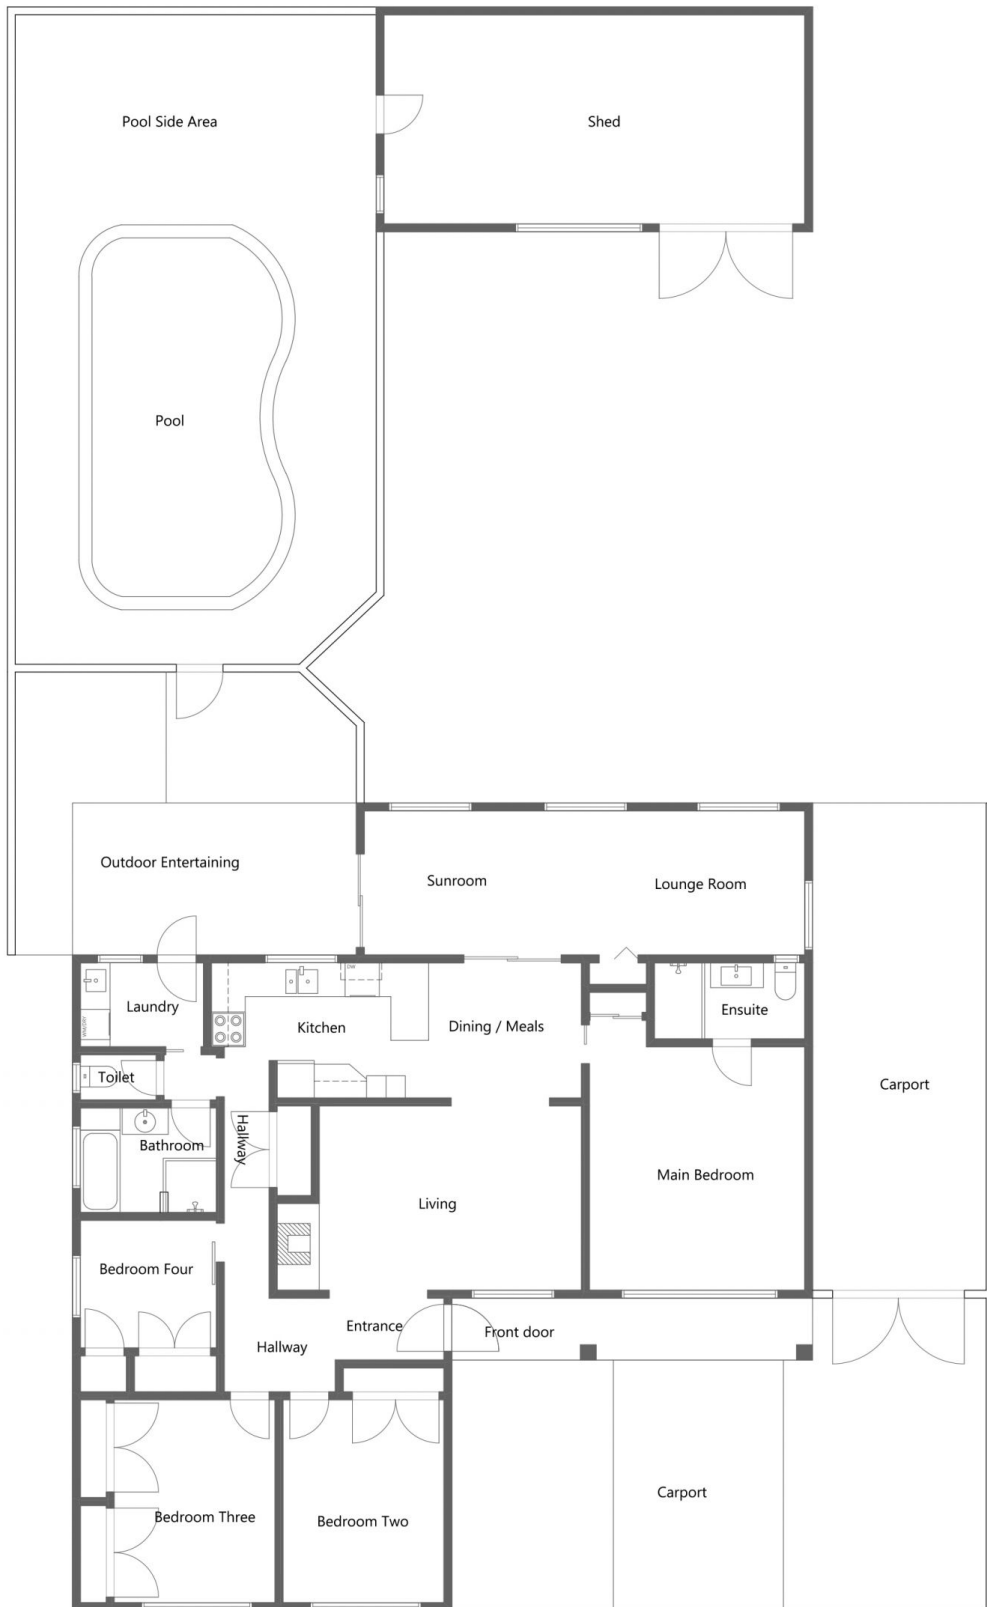 Pool Side Area
Shed
Pool
Outdoor Entertaining
Sunroom
Lounge Room
DW
Laundry
Kitchen
Dining / Meals
Ensuite
Toilet
Carport
Hallway
Bathroom
Main Bedroom
Living
Bedroom Four
Entrance
Front door
Hallway
Carport
Bedroom Three
Bedroom Two